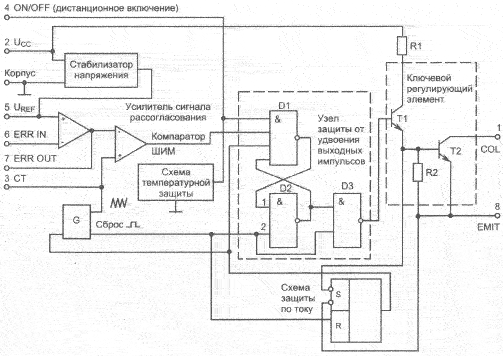 4 ON/OFF (дистанционное включение)
2 UCC
R1
Стабилизатор
напряжения
Корпус
Ключевой
регулирующий
элемент
5 UREF
Усилитель сигнала
рассогласования
D1
&
Узел
защиты от
удвоения
выходных
импульсов
T1
1
COL
6 ERR IN
Компаратор
ШИМ
T2
7 ERR OUT
3 CT
Схема
температурной
защиты
D2
D3
R2
1
&
&
2
8
EMIT
G
Сброс
Схема
защиты
по току
S
R